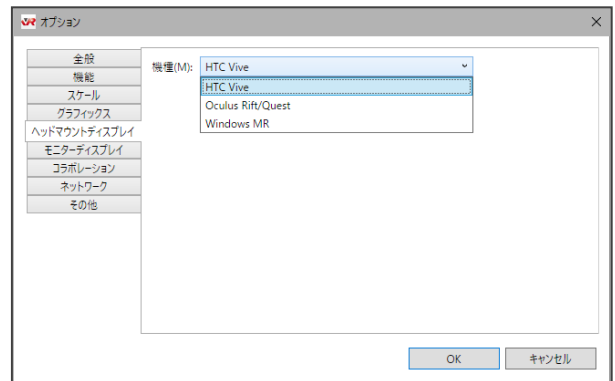 VR オプション
全般
機能
スケール
グラフィックス
ヘッドマウントディスプレイ
モニターディスプレイ
コラボレーション
ネットワーク
その他
機種(M): HTC Vive
HTC Vive
Oculus Rift/Quest
Windows MR
OK キャンセル